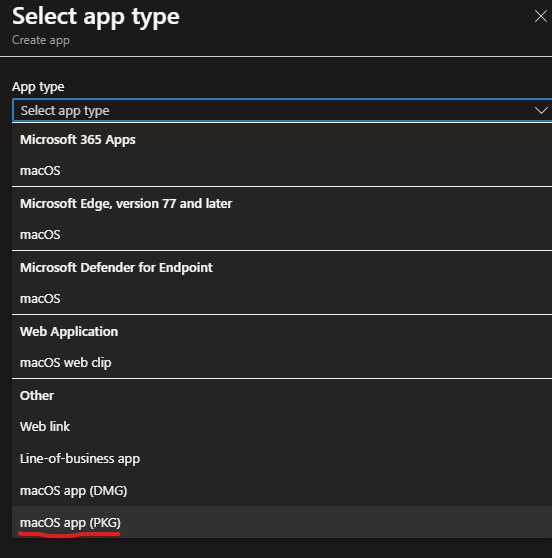 Select app type
Create app
App type
Select app type
Microsoft 365 Apps
macOS
Microsoft Edge, version 77 and later
macOS
Microsoft Defender for Endpoint
macOS
Web Application
macOS web clip
Other
Web link
Line-of-business app
macOS app (DMG)
macOS app (PKG)